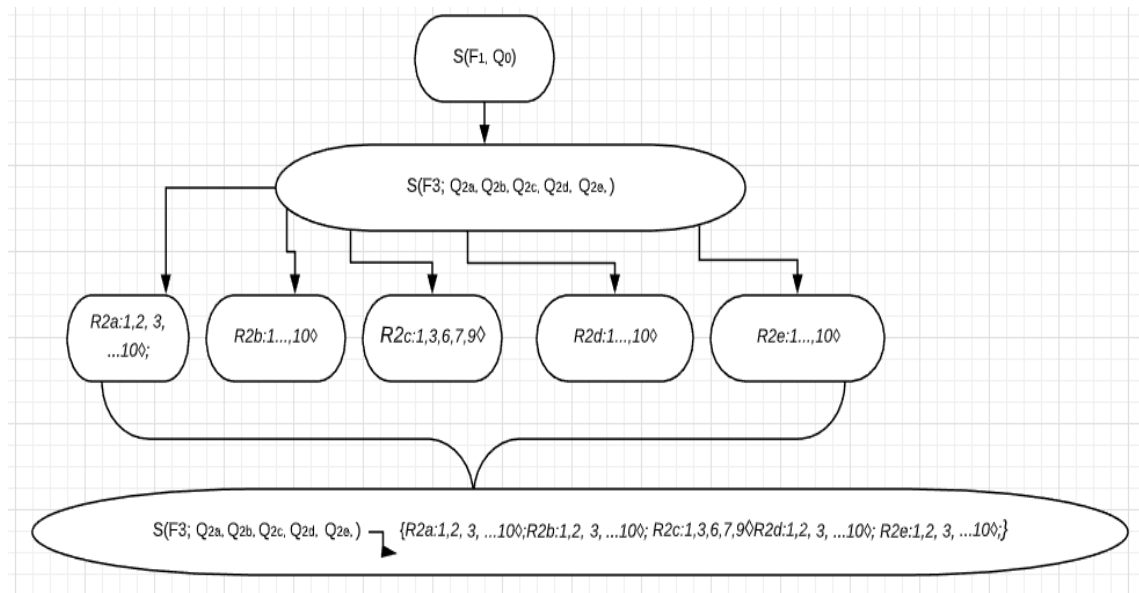 S(F1, Q0)
S(F3; Q2a, Q2b, Q2c, Q2d, Q2e, )
R2a:1,2, 3,
...10◊;
R2b:1...,10◊
R2c:1,3,6,7,9◊
R2d:1...,10◊
R2e:1...,10◊
S(F3; Q2a, Q2b, Q2c, Q2d, Q2e, ) {R2a:1,2, 3, ...10◊;R2b:1,2, 3, ...10◊; R2c:1,3,6,7,9◊R2d:1,2, 3, ...10◊; R2e:1,2, 3, ...10◊;}